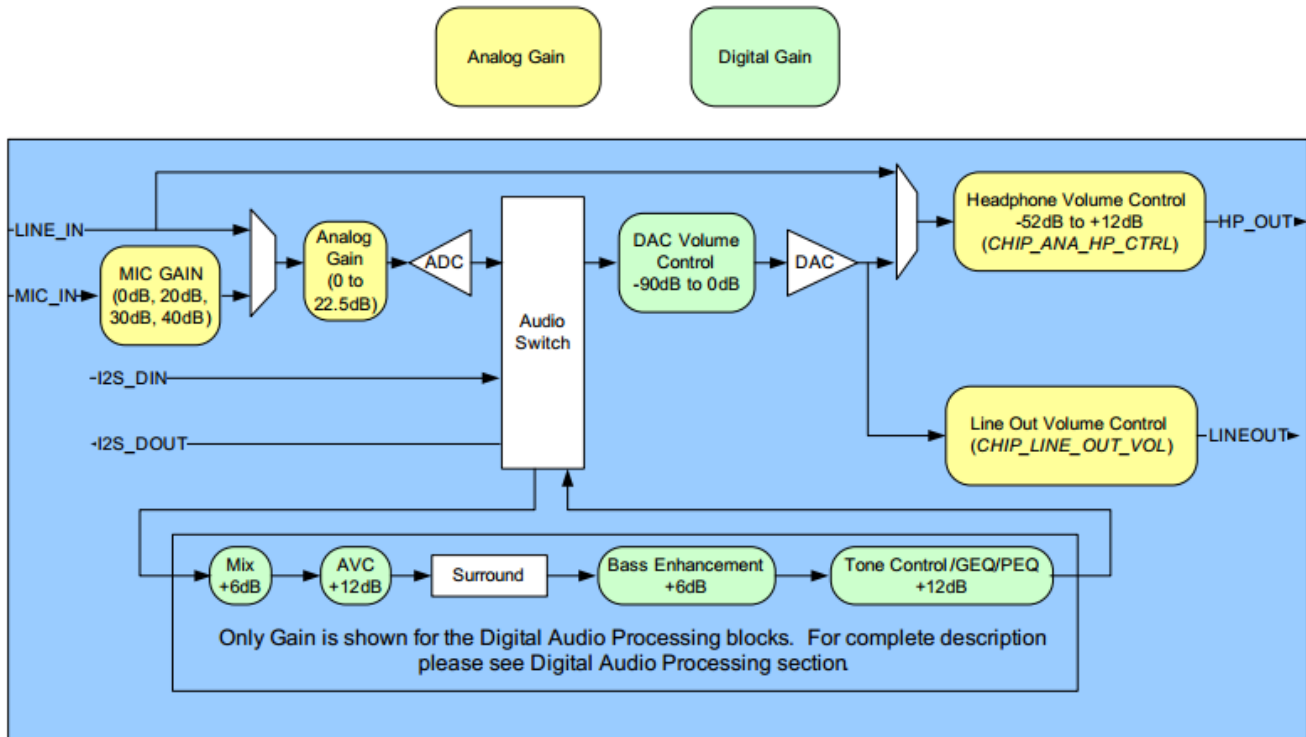 Analog Gain
Digital Gain
LINE_IN
MIC_IN
MIC GAIN
(0dB, 20dB,
30dB, 40dB)
Analog
Gain
(0 to
22.5dB)
ADC
I2S_DIN
I2S_DOUT
Audio
Switch
DAC Volume
Control
-90dB to 0dB
DAC
Headphone Volume Control
-52dB to +12dB
(CHIP_ANA_HP_CTRL)
HP_OUT
Line Out Volume Control
(CHIP_LINE_OUT_VOL)
LINEOUT
Mix
+6dB
AVC
+12dB
Surround
Bass Enhancement
+6dB
Tone Control/GEQ/PEQ
+12dB
Only Gain is shown for the Digital Audio Processing blocks. For complete description
please see Digital Audio Processing section.